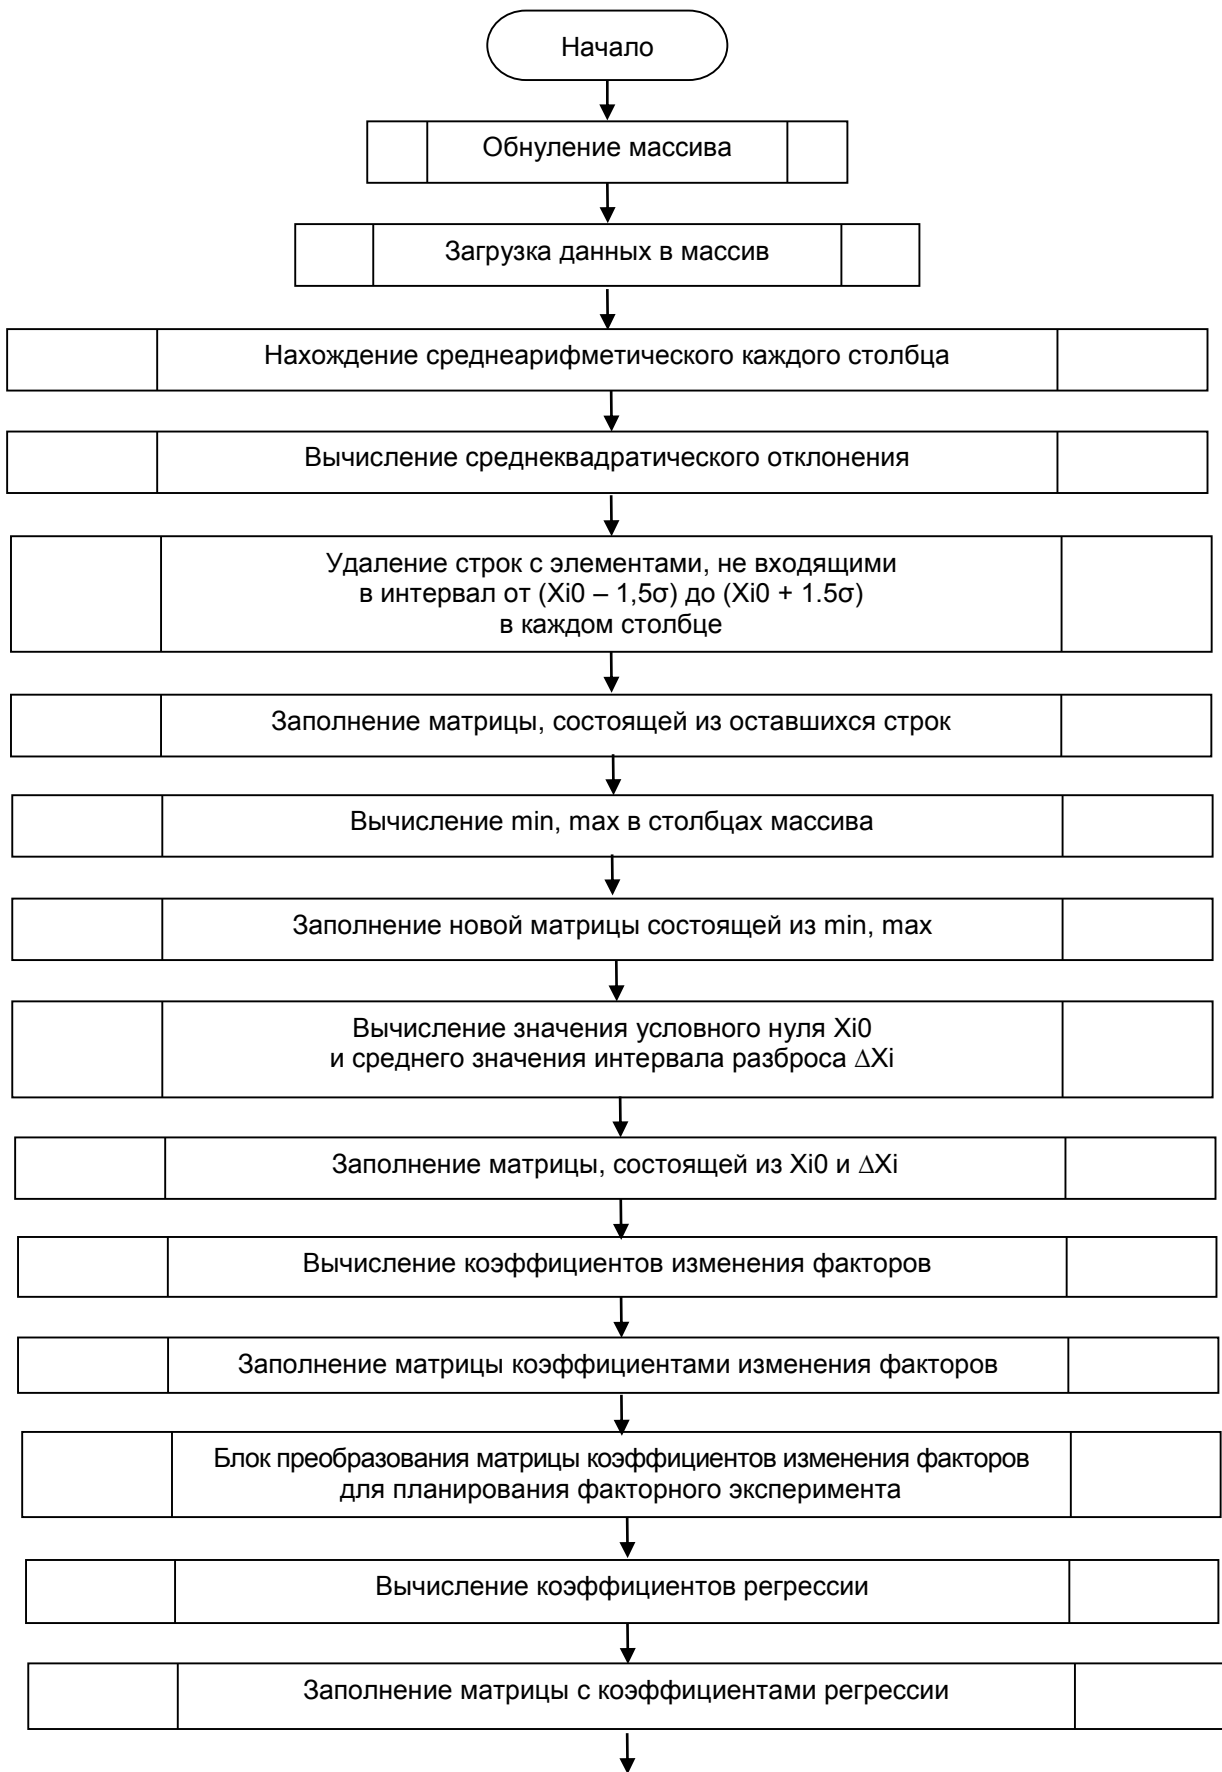 Начало
Обнуление массива
Загрузка данных в массив
Нахождение среднеарифметического каждого столбца
Вычисление среднеквадратического отклонения
Удаление строк с элементами, не входящими
в интервал от (Xi0 – 1,5σ) до (Xi0 + 1.5σ)
в каждом столбце
Заполнение матрицы, состоящей из оставшихся строк
Вычисление min, max в столбцах массива
Заполнение новой матрицы состоящей из min, max
Вычисление значения условного нуля Xi0
и среднего значения интервала разброса ΔXi
Заполнение матрицы, состоящей из Xi0 и ΔXi
Вычисление коэффициентов изменения факторов
Заполнение матрицы коэффициентами изменения факторов
Блок преобразования матрицы коэффициентов изменения факторов
для планирования факторного эксперимента
Вычисление коэффициентов регрессии
Заполнение матрицы с коэффициентами регрессии